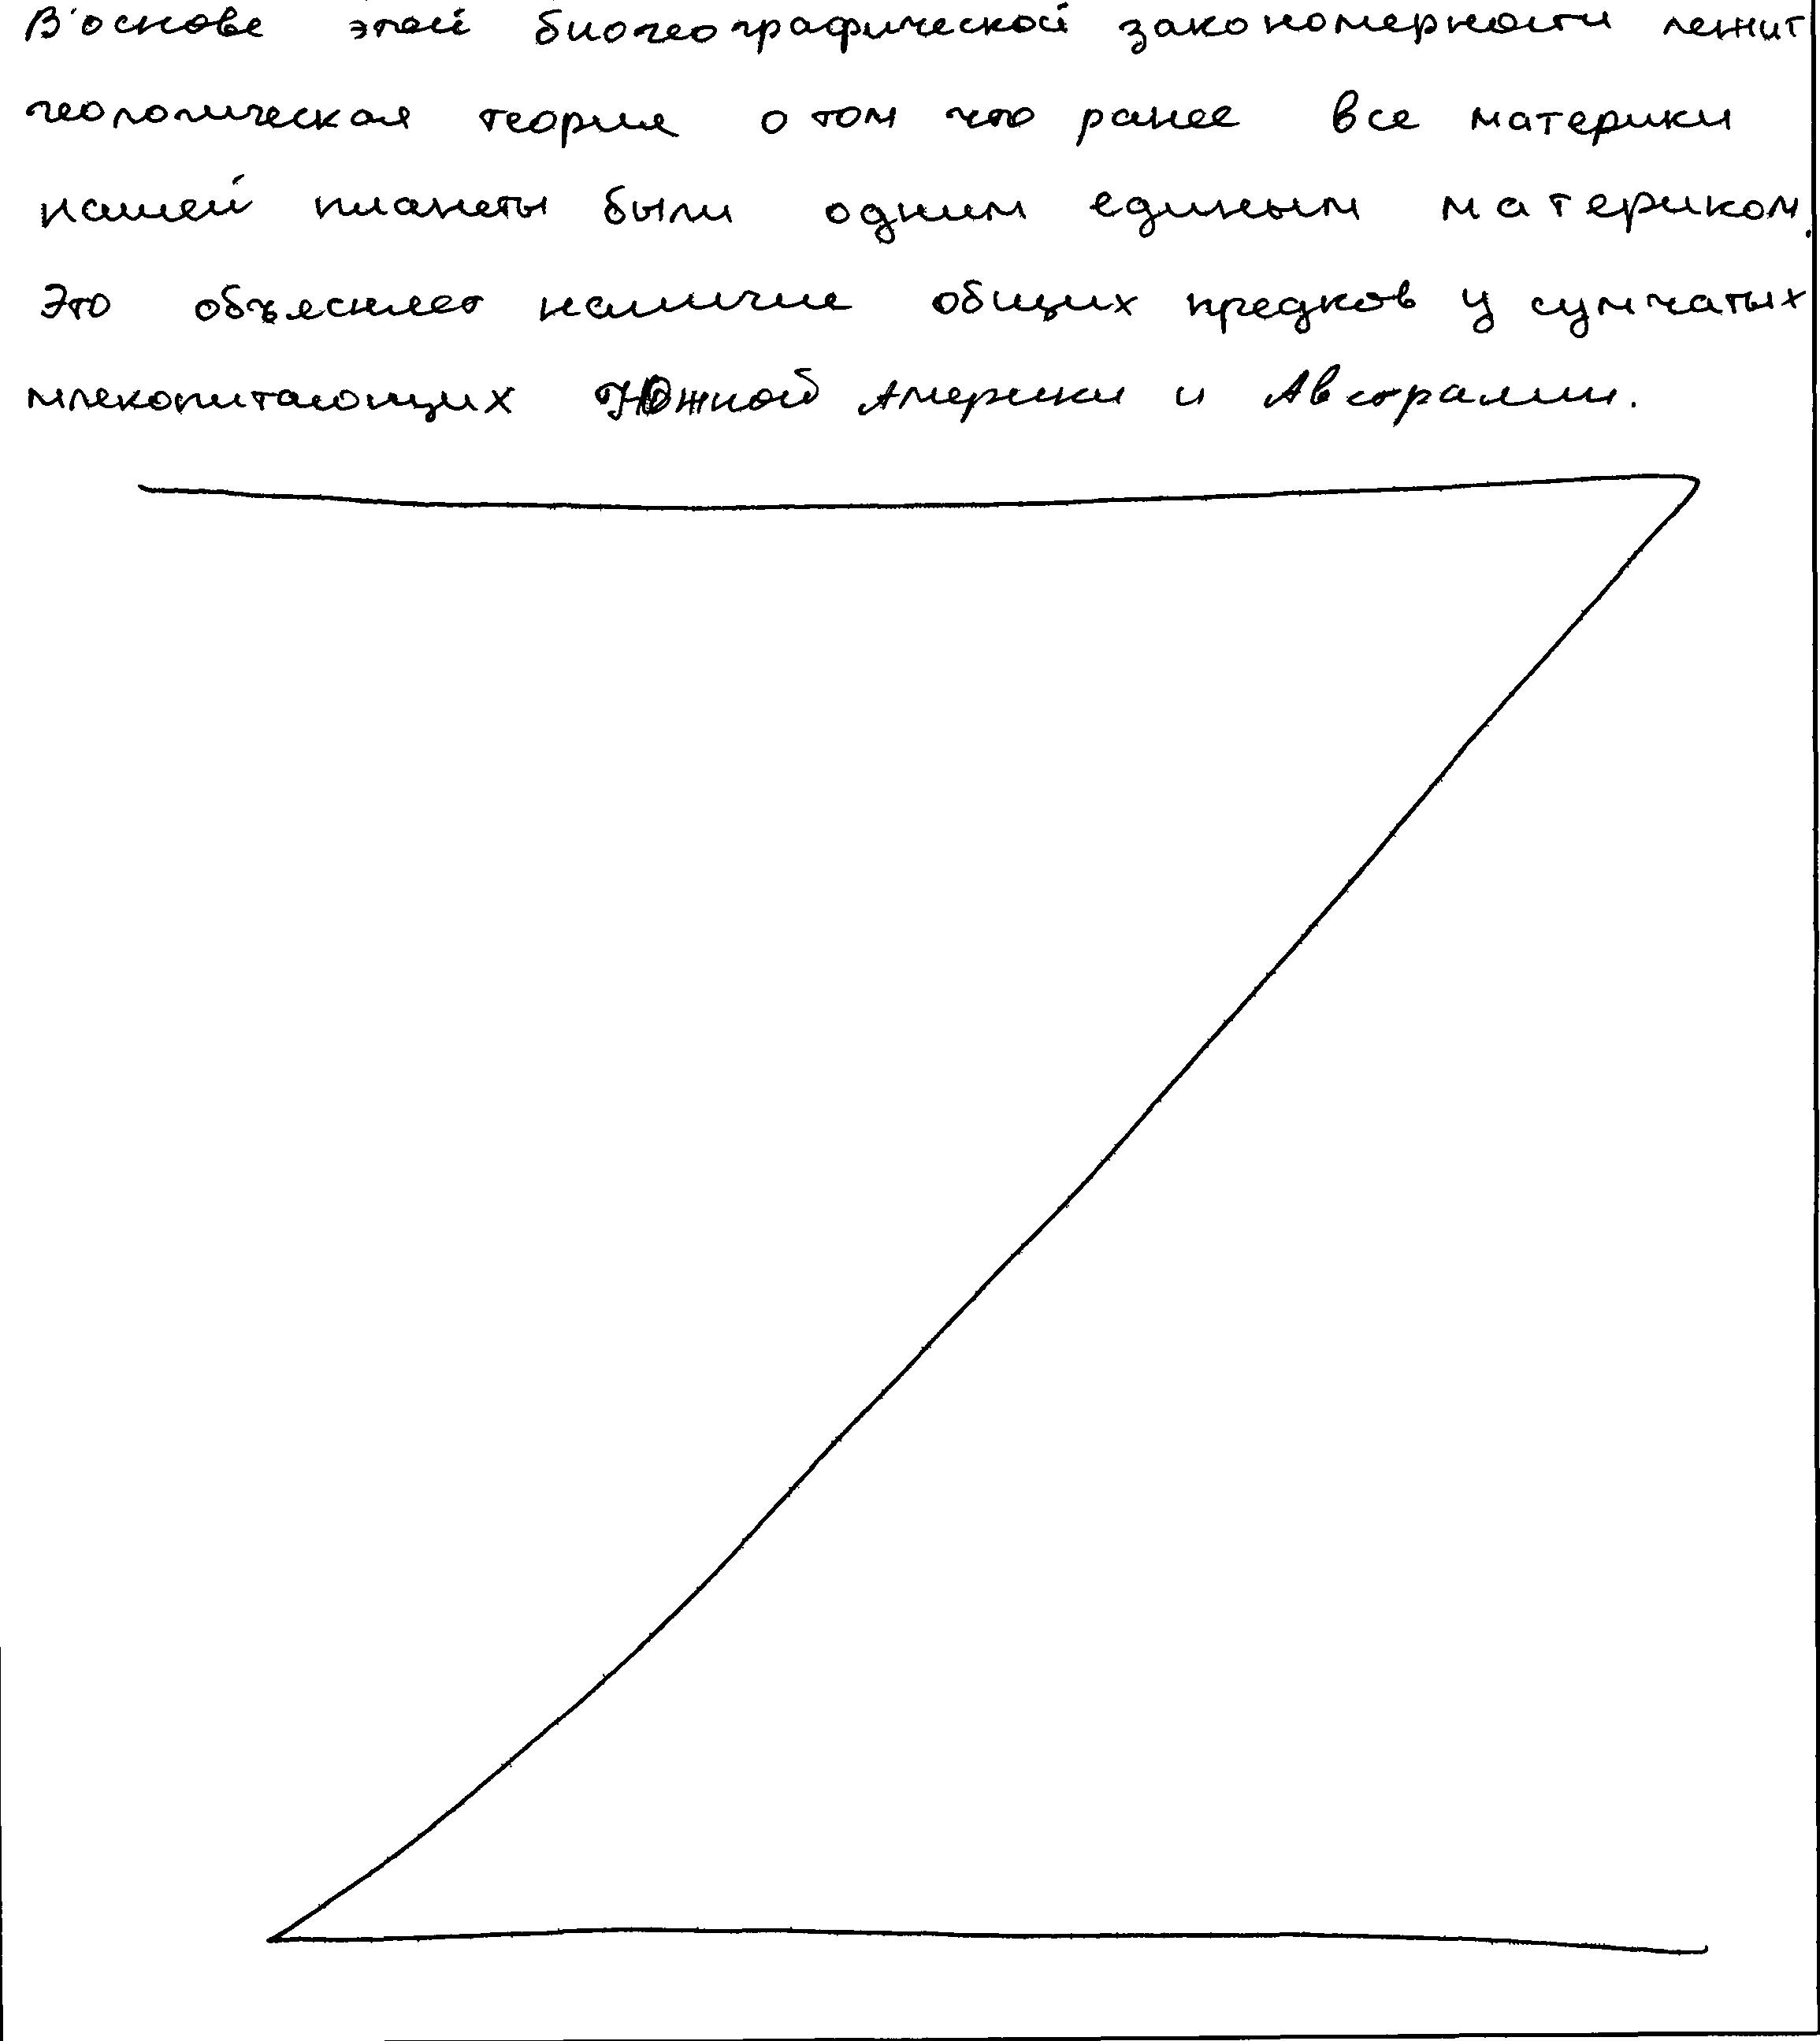 В основе этой биогеографической закономерности лежит
геологическая теория о том что ранее все материки
нашей планеты были одним единым материком.
Это объясняет наличие общих предков у сумчатых
млекопитающих Южной Америки и Австралии.